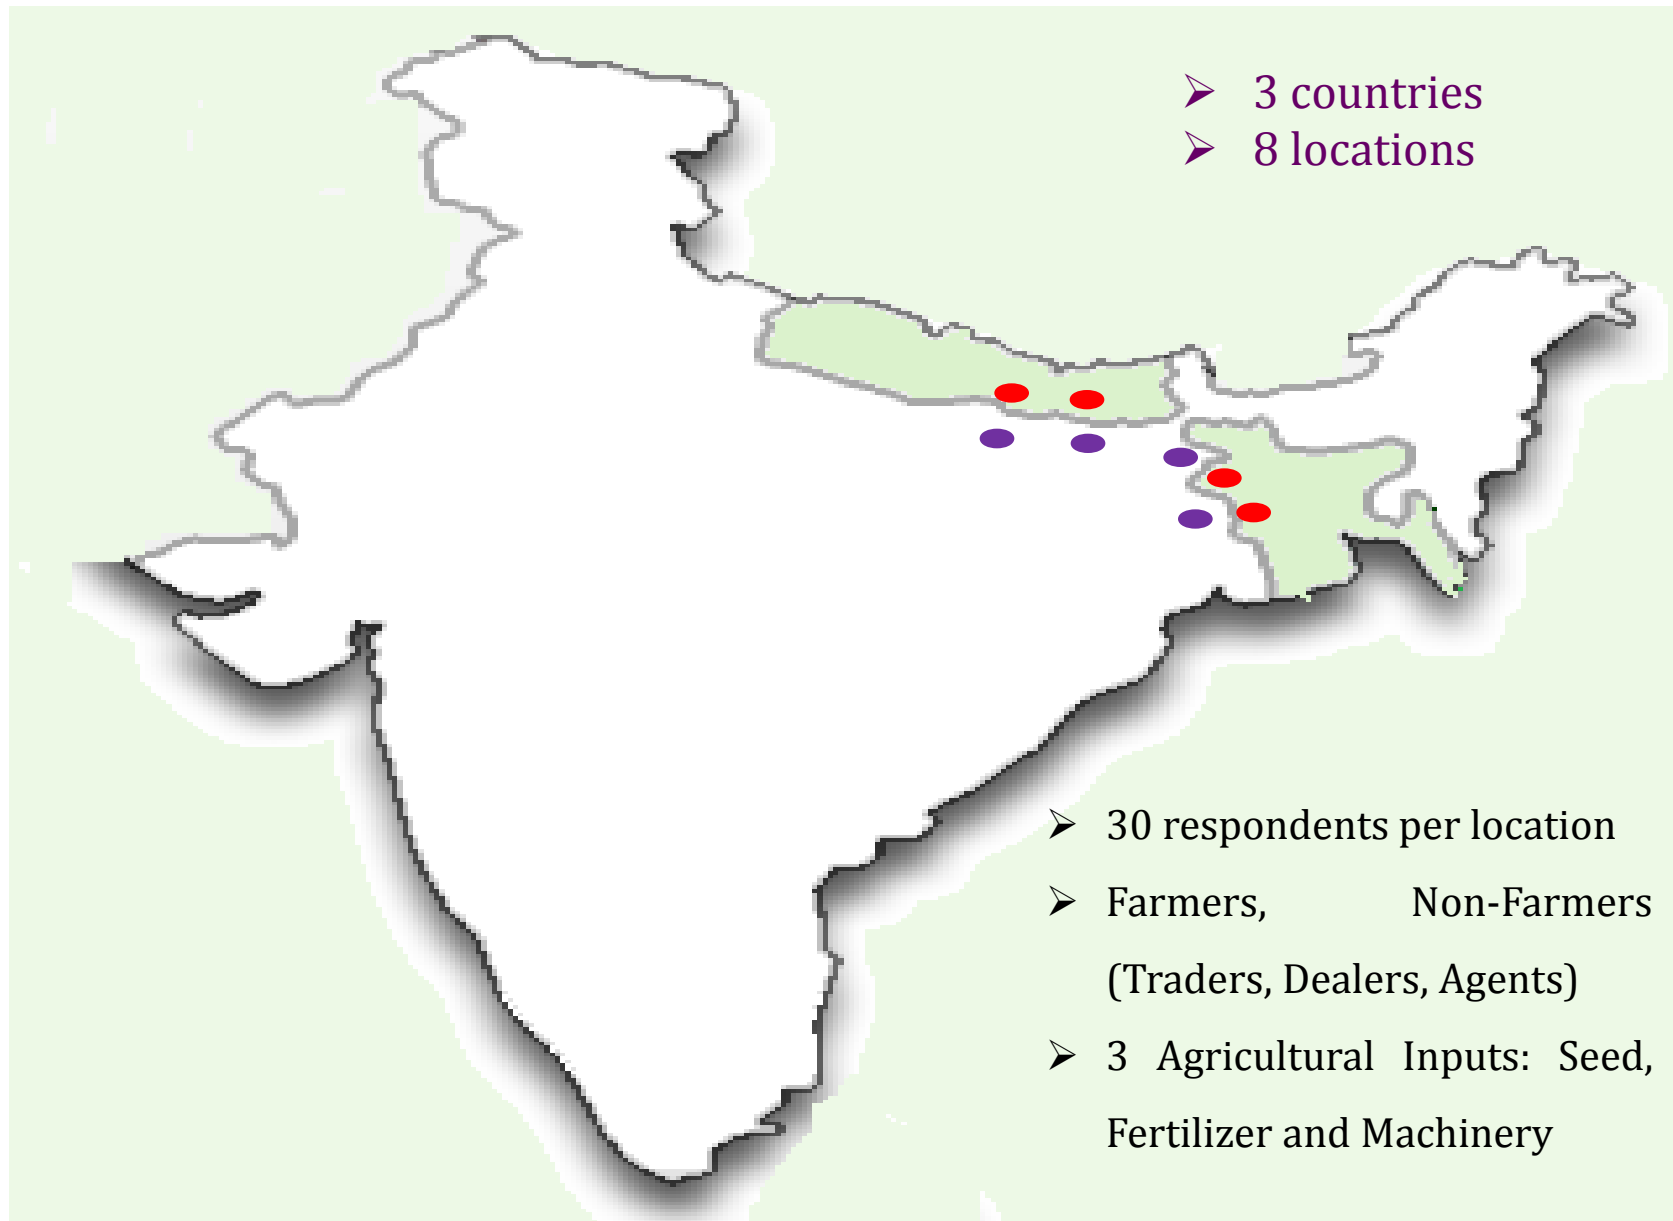 ➢ 3 countries
➢ 8 locations
➢ 30 respondents per location
➢ Farmers, Non-Farmers
(Traders, Dealers, Agents)
➢ 3 Agricultural Inputs: Seed,
Fertilizer and Machinery